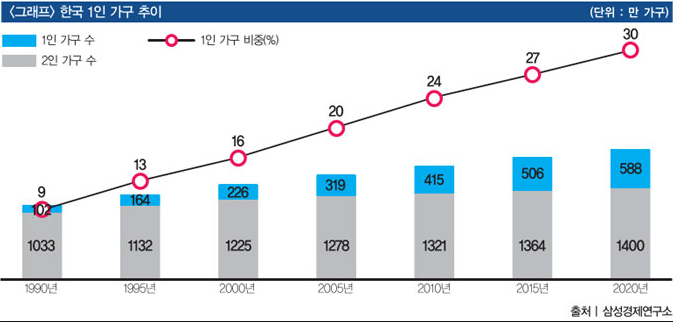 <그래프> 한국 1인 가구 추이 (단위 : 만 가구)
1인 가구 수 1인 가구 비중(%)
2인 가구 수
9 13 16 20 24 27 30
102 164 226 319 415 506 588
1033 1132 1225 1278 1321 1364 1400
1990년 1995년 2000년 2005년 2010년 2015년 2020년
출처 | 삼성경제연구소